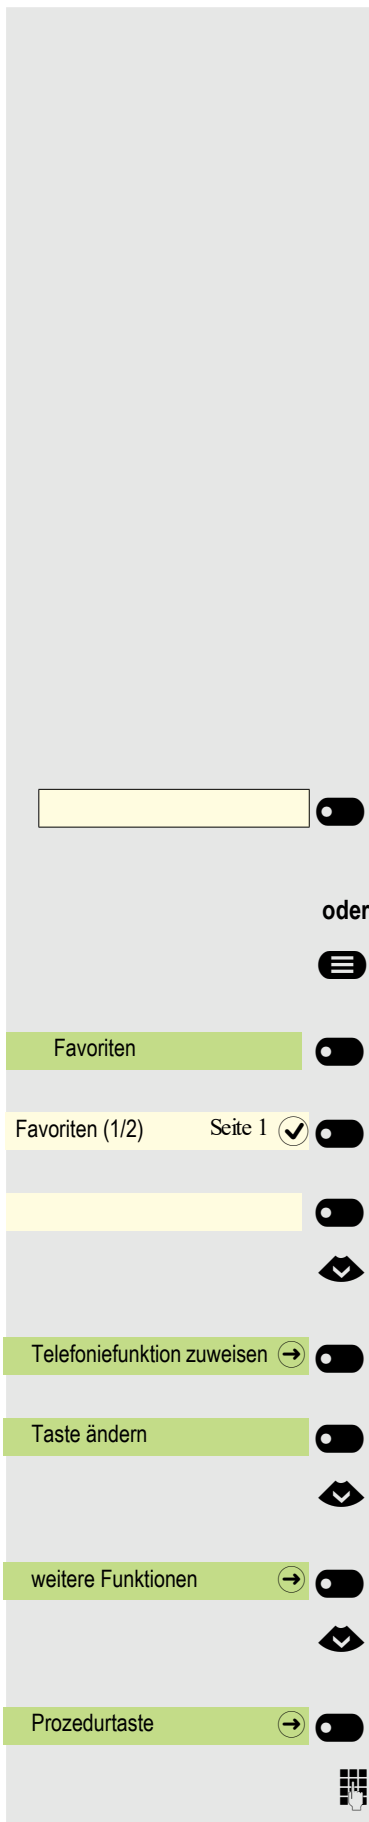 oder
Favoriten
Favoriten (1/2) Seite 1
Telefoniefunktion zuweisen
Taste ändern
weitere Funktionen
Prozedurtaste